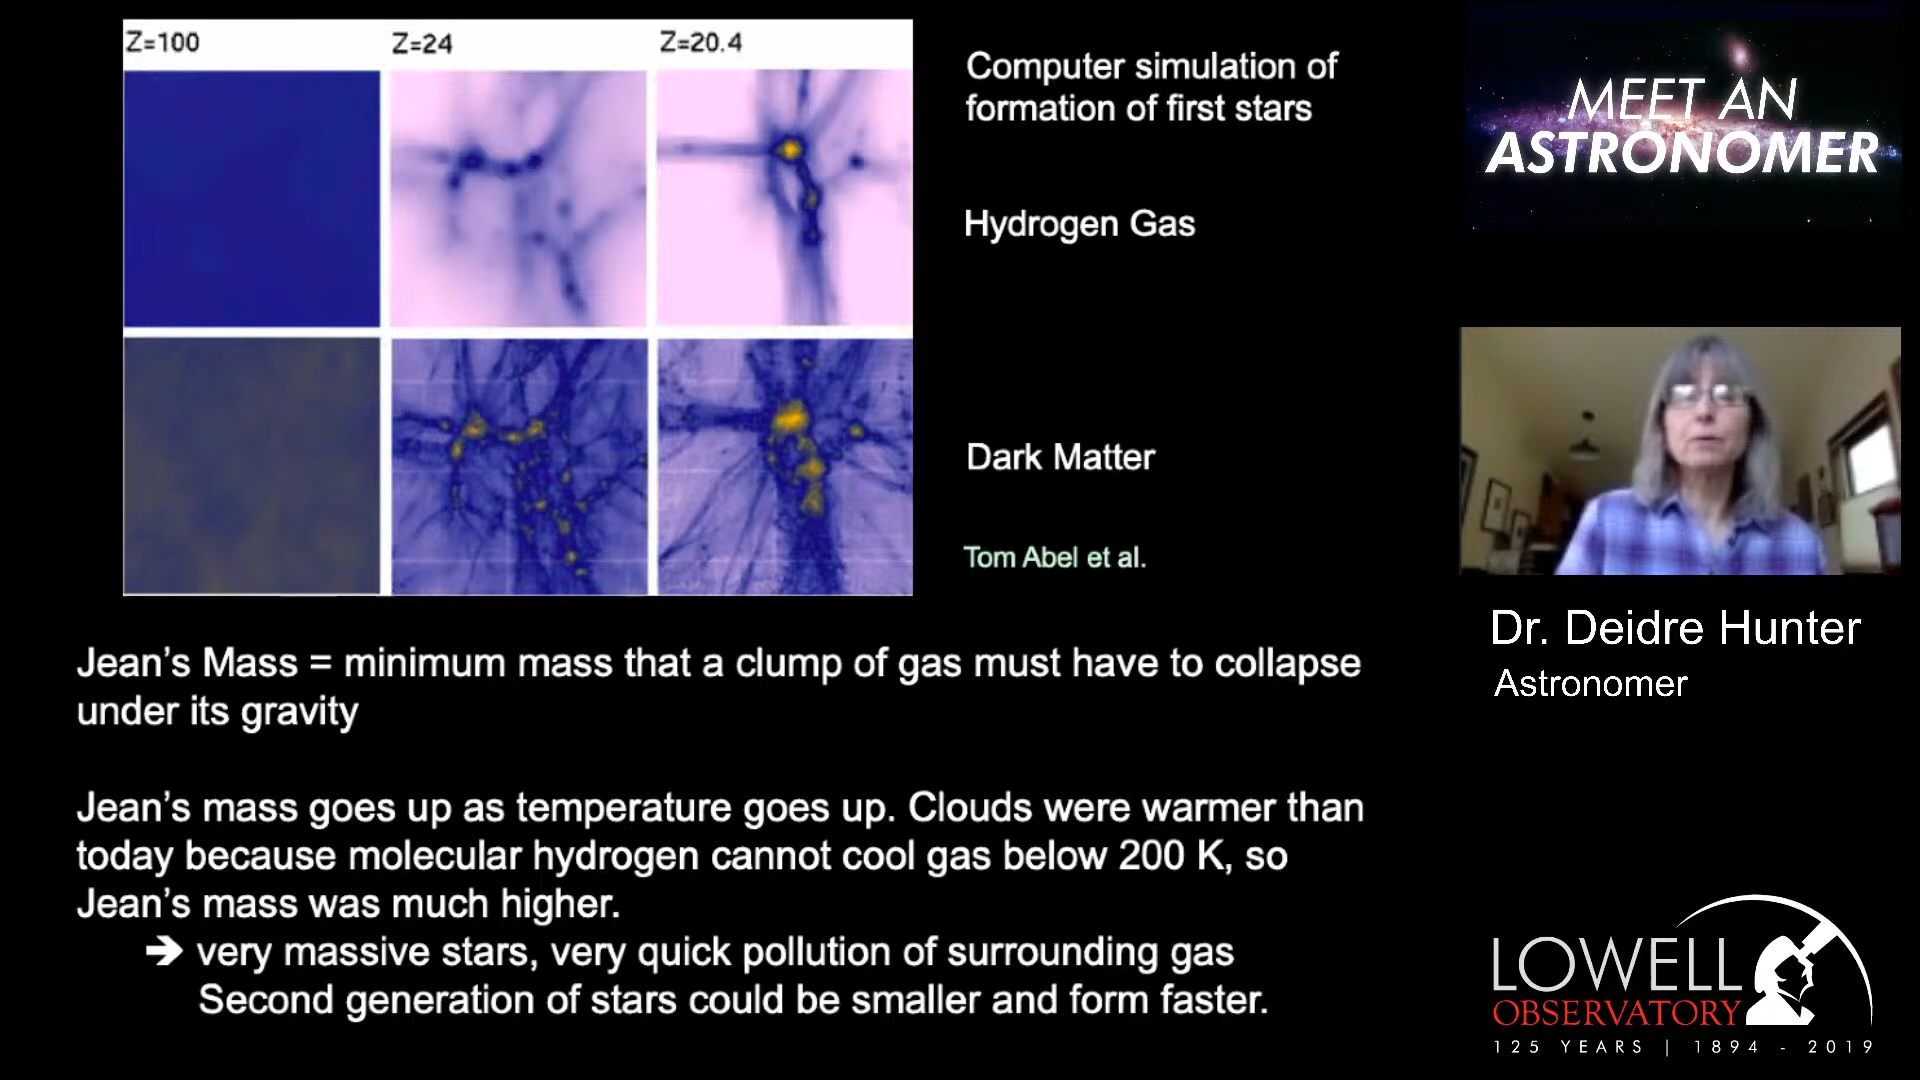 Z=100
Z=24
Z=20.4
Computer simulation of
formation of first stars
Hydrogen Gas
Dark Matter
Tom Abel et al.
Jean's Mass = minimum mass that a clump of gas must have to collapse
under its gravity
Jean's mass goes up as temperature goes up. Clouds were warmer than
today because molecular hydrogen cannot cool gas below 200 K, so
Jean's mass was much higher.
➔ very massive stars, very quick pollution of surrounding gas
Second generation of stars could be smaller and form faster.
MEET AN
ASTRONOMER
Dr. Deidre Hunter
Astronomer
LOWELL
OBSERVATORY
125 YEARS | 1894 - 2019